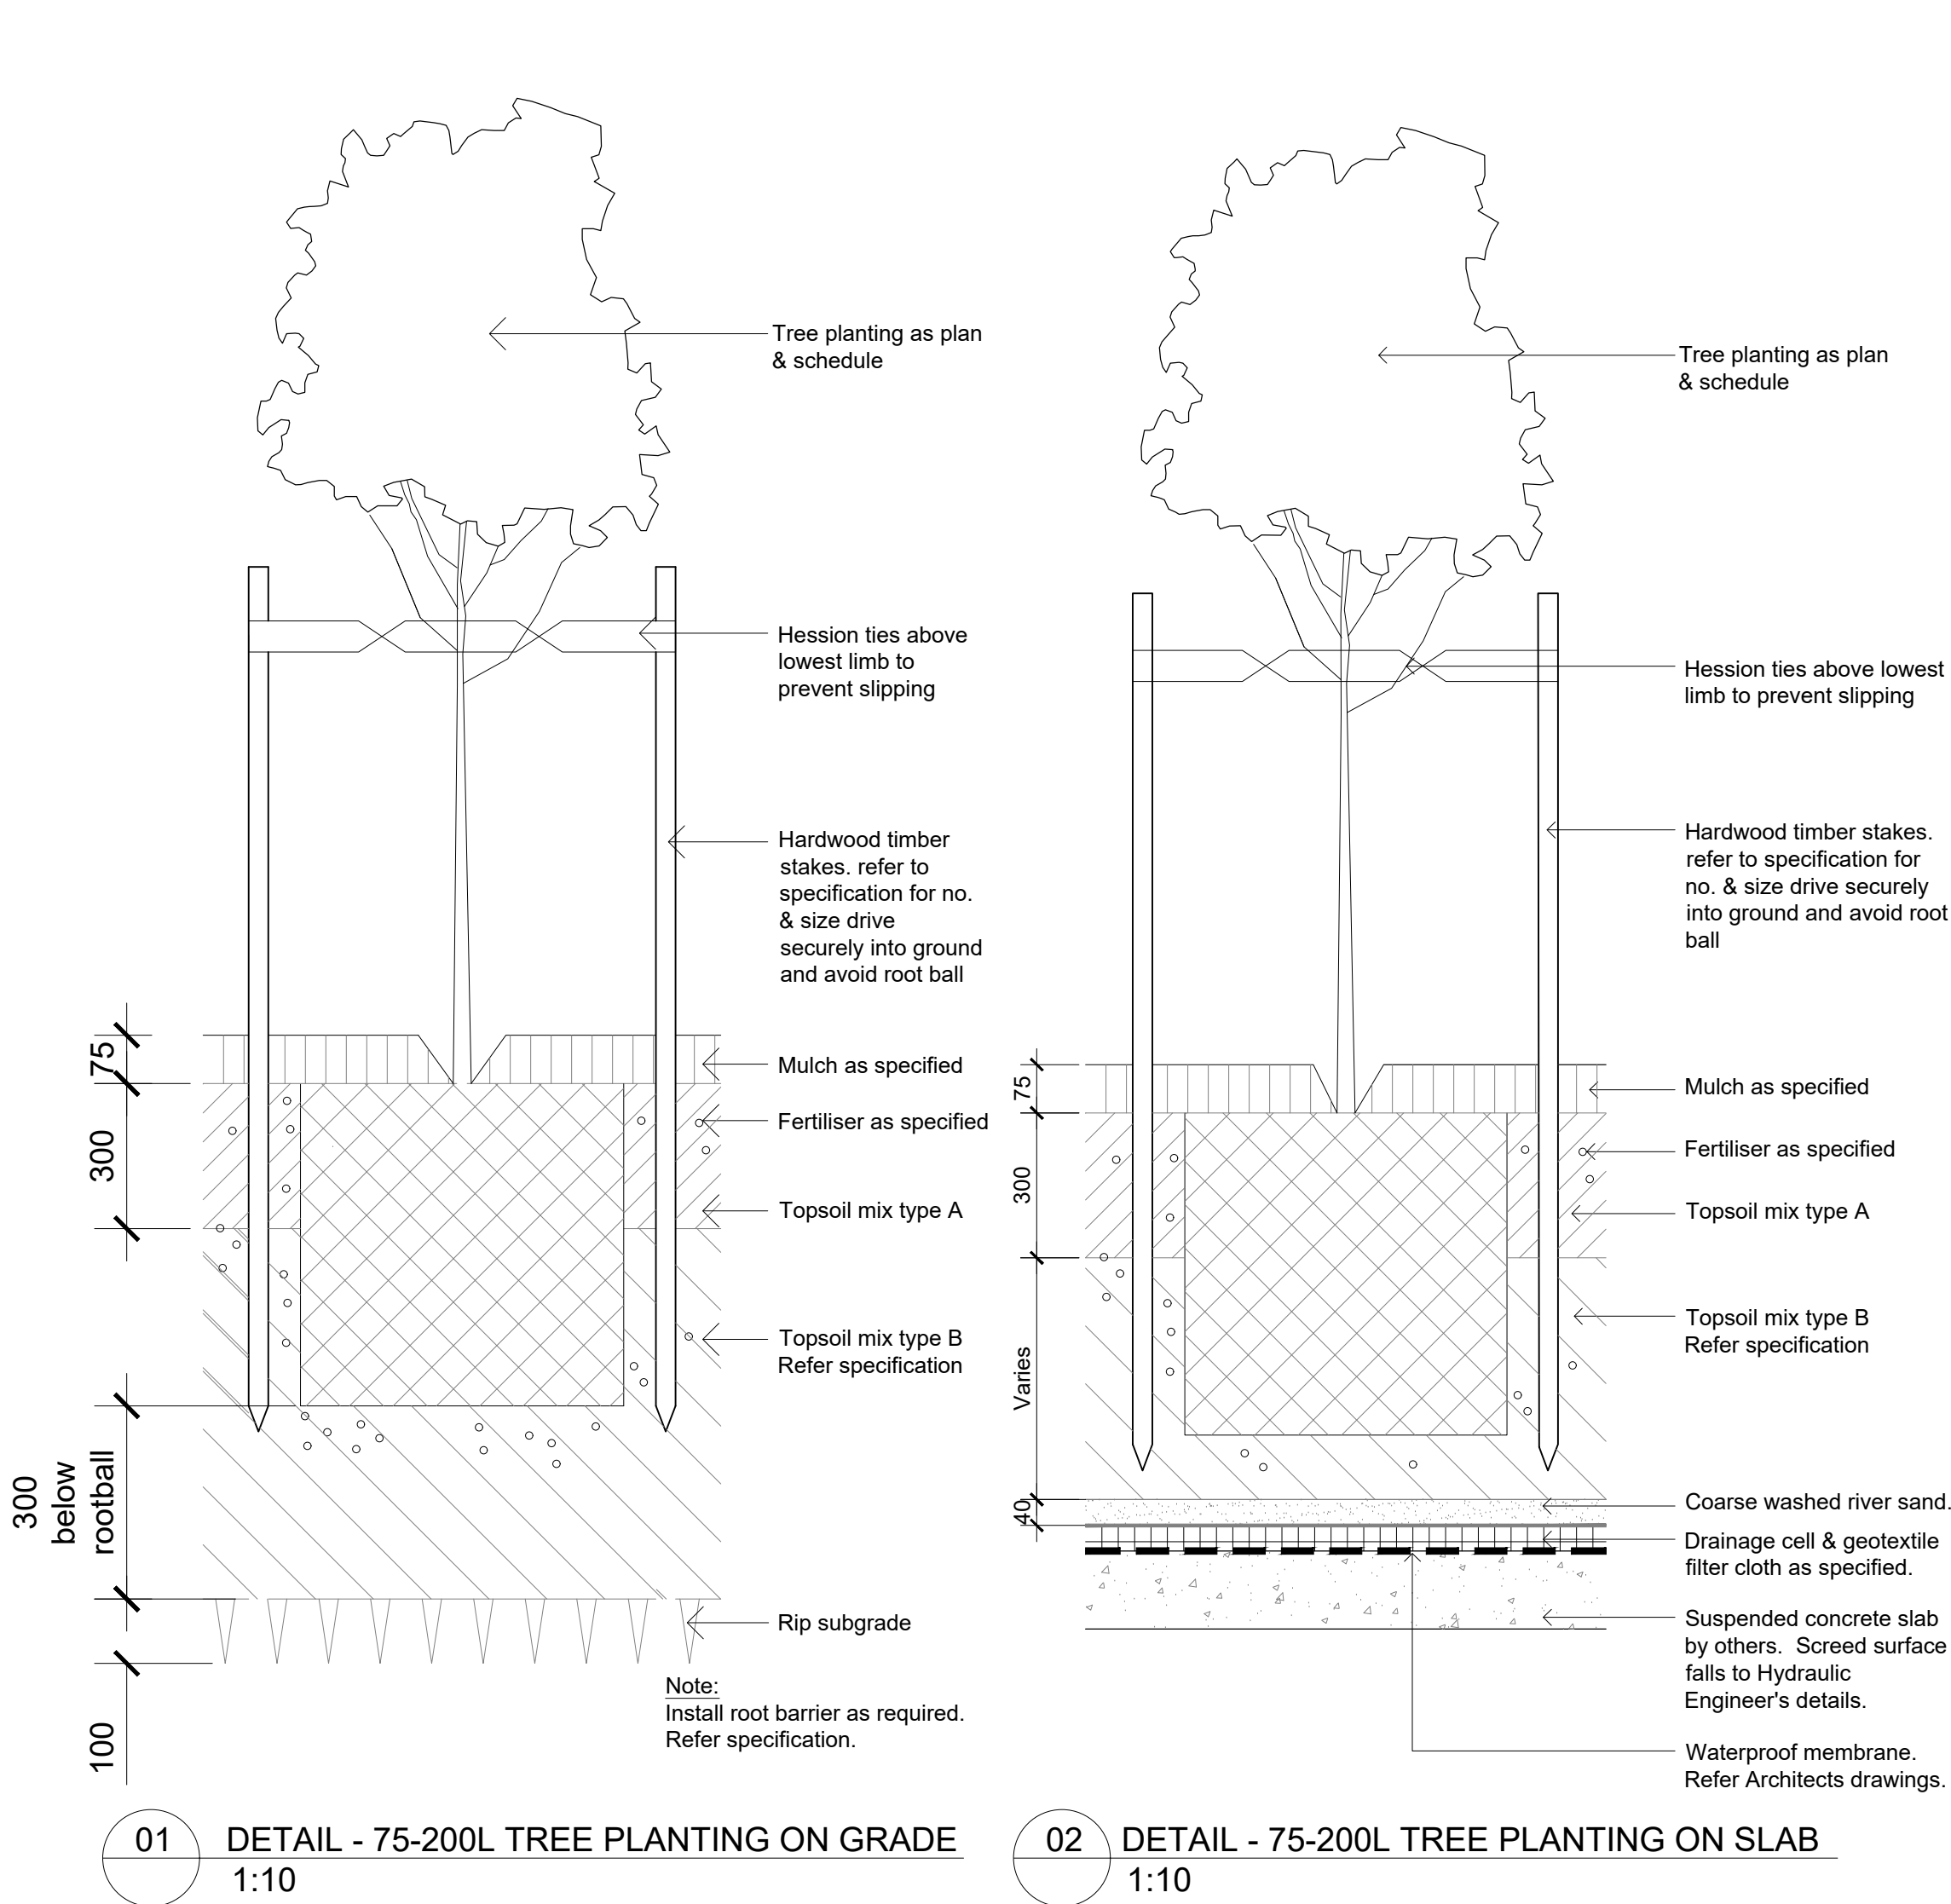 Tree planting as plan
& schedule
Hession ties above
lowest limb to
prevent slipping
Hardwood timber
stakes. refer to
specification for no.
& size drive
securely into ground
and avoid root ball
75
300
300
below
rootball
100
Mulch as specified
Fertiliser as specified
Topsoil mix type A
Topsoil mix type B
Refer specification
Rip subgrade
Note:
Install root barrier as required.
Refer specification.
01
DETAIL - 75-200L TREE PLANTING ON GRADE
1:10
Tree planting as plan
& schedule
Hession ties above lowest
limb to prevent slipping
Hardwood timber stakes.
refer to specification for
no. & size drive securely
into ground and avoid root
ball
75
300
Varies
40
Mulch as specified
Fertiliser as specified
Topsoil mix type A
Topsoil mix type B
Refer specification
Coarse washed river sand.
Drainage cell & geotextile
filter cloth as specified.
Suspended concrete slab
by others.  Screed surface
falls to Hydraulic
Engineer's details.
Waterproof membrane.
Refer Architects drawings.
02
DETAIL - 75-200L TREE PLANTING ON SLAB
1:10